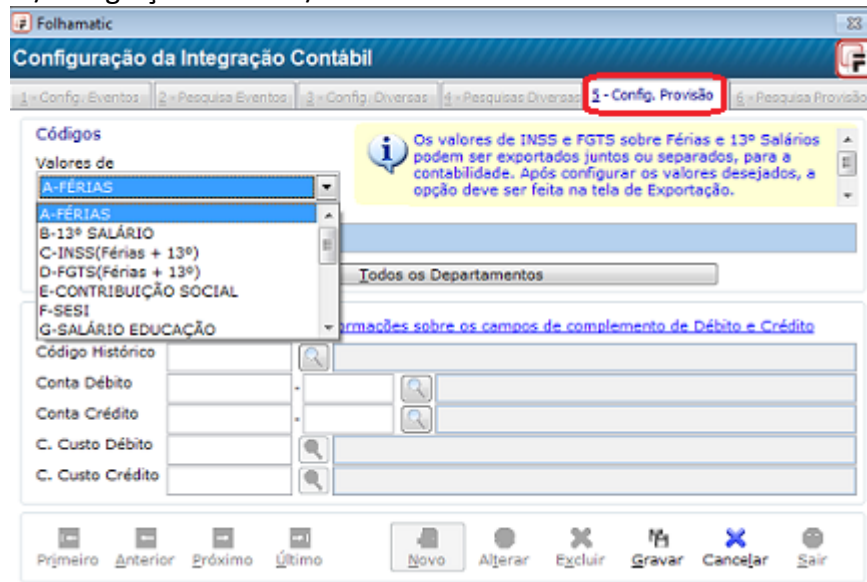 Folhamatic
Configuração da Integração Contábil
1 - Config. Eventos 2 - Pesquisa Eventos 3 - Config. Diversas 4 - Pesquisas Diversas 5 - Config. Provisão 6 - Pesquisa Provisão
Códigos
Valores de
A-FÉRIAS
A-FÉRIAS
B-13º SALÁRIO
C-INSS(Férias + 13º)
D-FGTS(Férias + 13º)
E-CONTRIBUIÇÃO SOCIAL
F-SESI
G-SALÁRIO EDUCAÇÃO
Os valores de INSS e FGTS sobre Férias e 13º Salários
podem ser exportados juntos ou separados, para a
contabilidade. Após configurar os valores desejados, a
opção deve ser feita na tela de Exportação.
Todos os Departamentos
ormações sobre os campos de complemento de Débito e Crédito
Código Histórico
Conta Débito -
Conta Crédito -
C. Custo Débito
C. Custo Crédito
Primeiro Anterior Próximo Último Novo Alterar Excluir Gravar Cancelar Sair